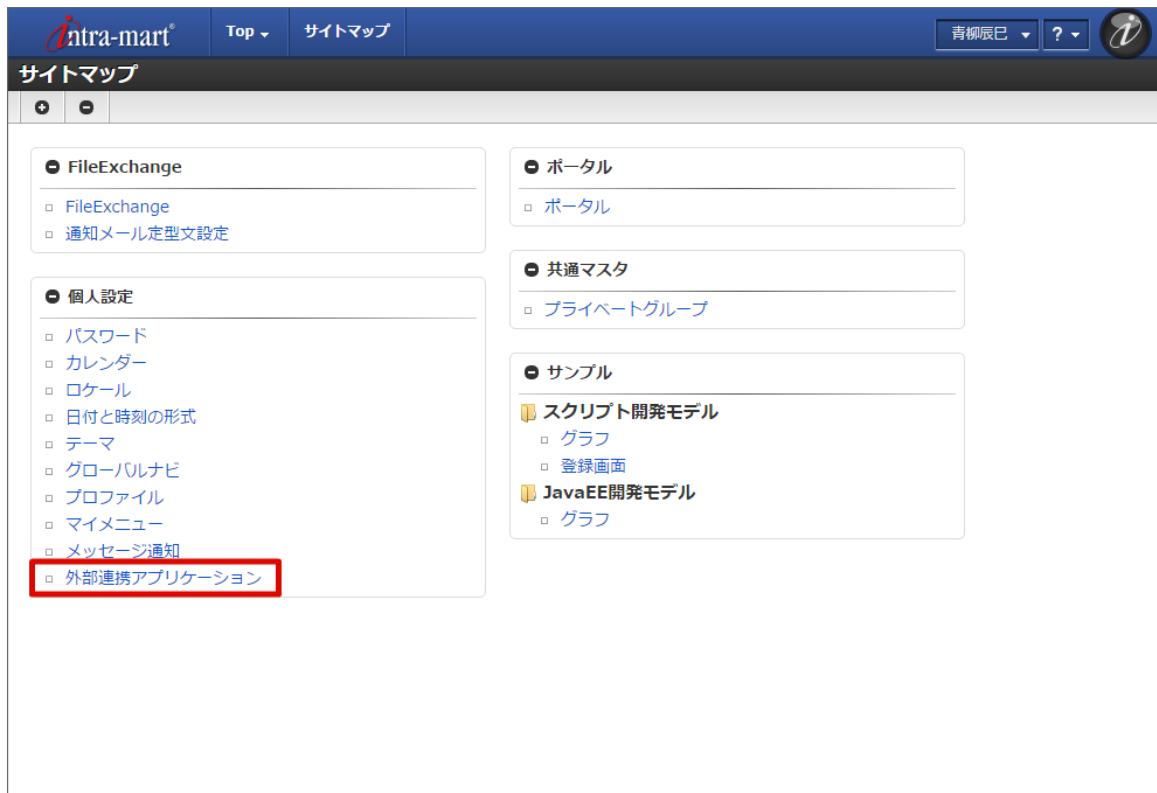 intra-mart® Top サイトマップ 青柳辰巳 ?
サイトマップ
FileExchange
FileExchange
通知メール定型文設定
個人設定
パスワード
カレンダー
ロケール
日付と時刻の形式
テーマ
グローバルナビ
プロファイル
マイメニュー
メッセージ通知
外部連携アプリケーション
ポータル
ポータル
共通マスタ
プライベートグループ
サンプル
スクリプト開発モデル
グラフ
登録画面
JavaEE開発モデル
グラフ